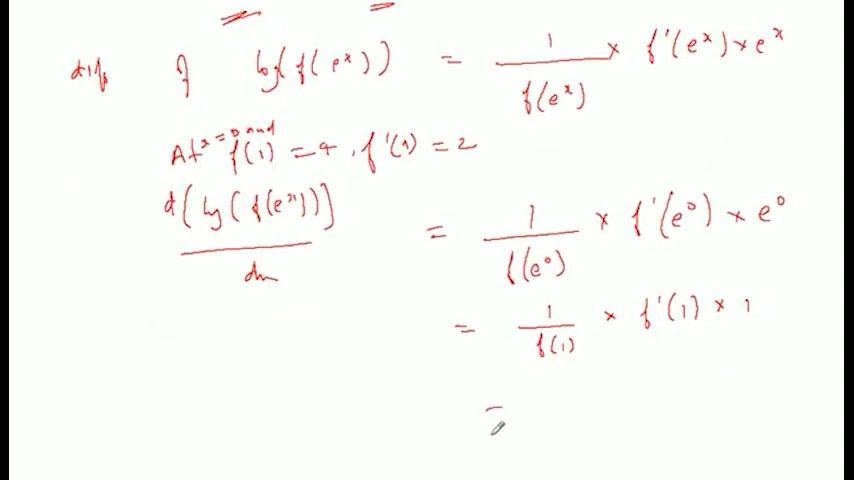 diff of log(f(e^x)) = 1/f(e^x) × f'(e^x) × e^x
At x = 0 and f(1) = 4, f'(1) = 2
d(log(f(e^x)))/dx = 1/f(e^0) × f'(e^0) × e^0
= 1/f(1) × f'(1) × 1
=